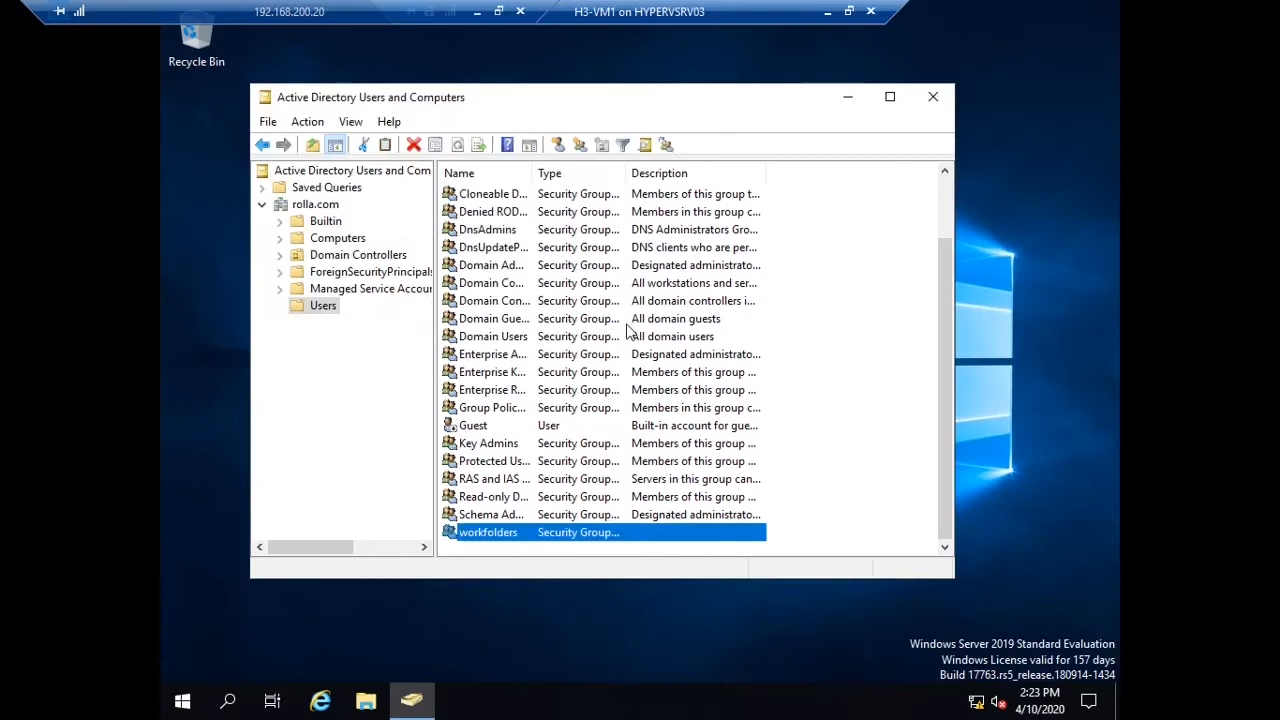 192.168.200.20
H3-VM1 on HYPERVSRV03
Recycle Bin
Active Directory Users and Computers
File Action View Help
Active Directory Users and Com
Saved Queries
rolla.com
Builtin
Computers
Domain Controllers
ForeignSecurityPrincipals
Managed Service Accour
Users
Name Type Description
Cloneable D... Security Group... Members of this group t...
Denied ROD... Security Group... Members in this group c...
DnsAdmins Security Group... DNS Administrators Gro...
DnsUpdateP... Security Group... DNS clients who are per...
Domain Ad... Security Group... Designated administrato...
Domain Co... Security Group... All workstations and ser...
Domain Con... Security Group... All domain controllers i...
Domain Gue... Security Group... All domain guests
Domain Users Security Group... All domain users
Enterprise A... Security Group... Designated administrato...
Enterprise K... Security Group... Members of this group ...
Enterprise R... Security Group... Members of this group ...
Group Polic... Security Group... Members in this group c...
Guest User Built-in account for gue...
Key Admins Security Group... Members of this group ...
Protected Us... Security Group... Members of this group ...
RAS and IAS ... Security Group... Servers in this group can...
Read-only D... Security Group... Members of this group ...
Schema Ad... Security Group... Designated administrato...
workfolders Security Group...
Windows Server 2019 Standard Evaluation
Windows License valid for 157 days
Build 17763.rs5_release.180914-1434
2:23 PM
4/10/2020